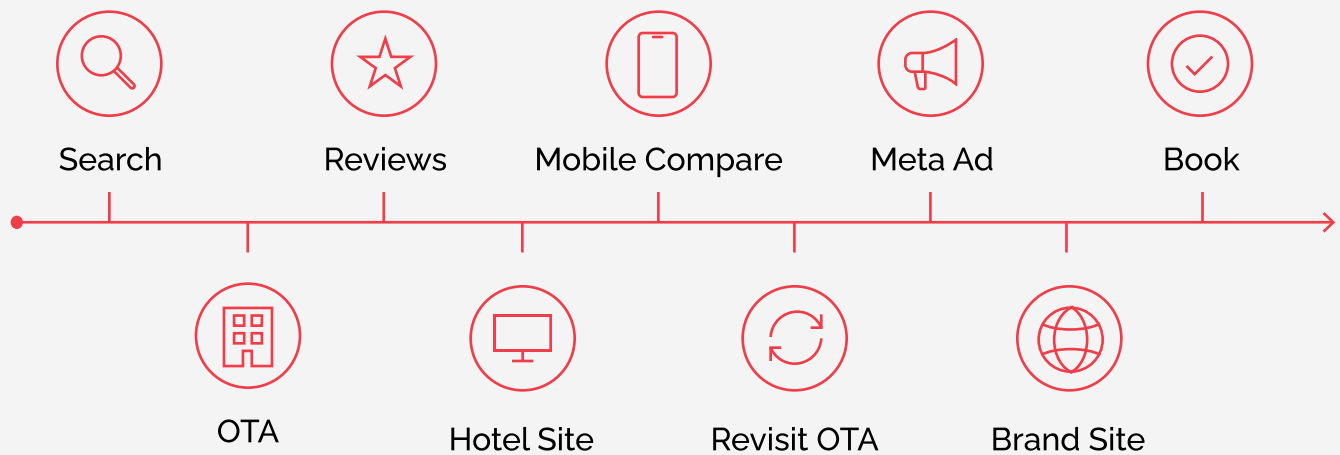 Search
Reviews
Mobile Compare
Meta Ad
Book
OTA
Hotel Site
Revisit OTA
Brand Site